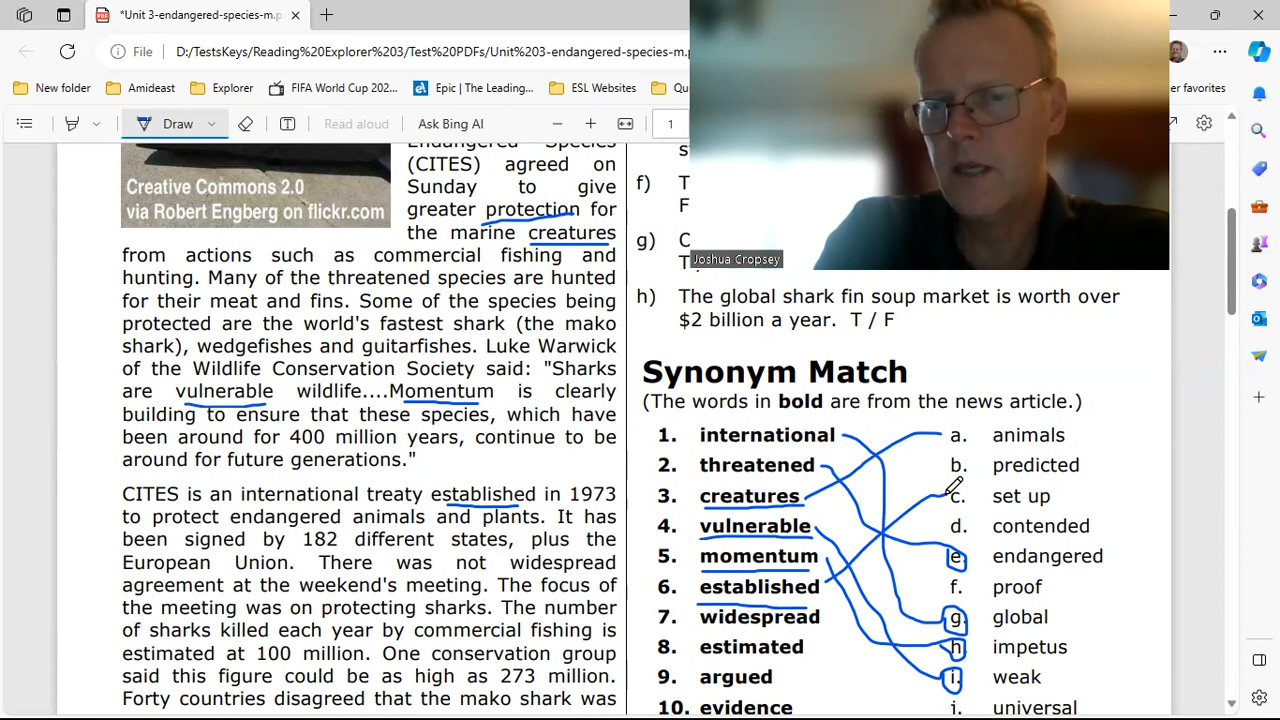 *Unit 3-endangered-species-m.p
File
D:/TestsKeys/Reading%20Explorer%203/Test%20PDFs/Unit%203-endangered-species-m.p
New folder
Amideast
Explorer
FIFA World Cup 202...
Epic | The Leading...
ESL Websites
Qu
er favorites
Draw
Read aloud
Ask Bing AI
1
Creative Commons 2.0
via Robert Engberg on flickr.com
Endangered Species
(CITES) agreed on
Sunday to give
greater protection for
the marine creatures
from actions such as commercial fishing and
hunting. Many of the threatened species are hunted
for their meat and fins. Some of the species being
protected are the world's fastest shark (the mako
shark), wedgefishes and guitarfishes. Luke Warwick
of the Wildlife Conservation Society said: "Sharks
are vulnerable wildlife....Momentum is clearly
building to ensure that these species, which have
been around for 400 million years, continue to be
around for future generations."
CITES is an international treaty established in 1973
to protect endangered animals and plants. It has
been signed by 182 different states, plus the
European Union. There was not widespread
agreement at the weekend's meeting. The focus of
the meeting was on protecting sharks. The number
of sharks killed each year by commercial fishing is
estimated at 100 million. One conservation group
said this figure could be as high as 273 million.
Forty countries disagreed that the mako shark was
s
f) T
F
g) C
T
Joshua Cropsey
h) The global shark fin soup market is worth over
$2 billion a year. T / F
Synonym Match
(The words in bold are from the news article.)
1. international a. animals
2. threatened b. predicted
3. creatures c. set up
4. vulnerable d. contended
5. momentum e. endangered
6. established f. proof
7. widespread g. global
8. estimated h. impetus
9. argued i. weak
10. evidence j. universal